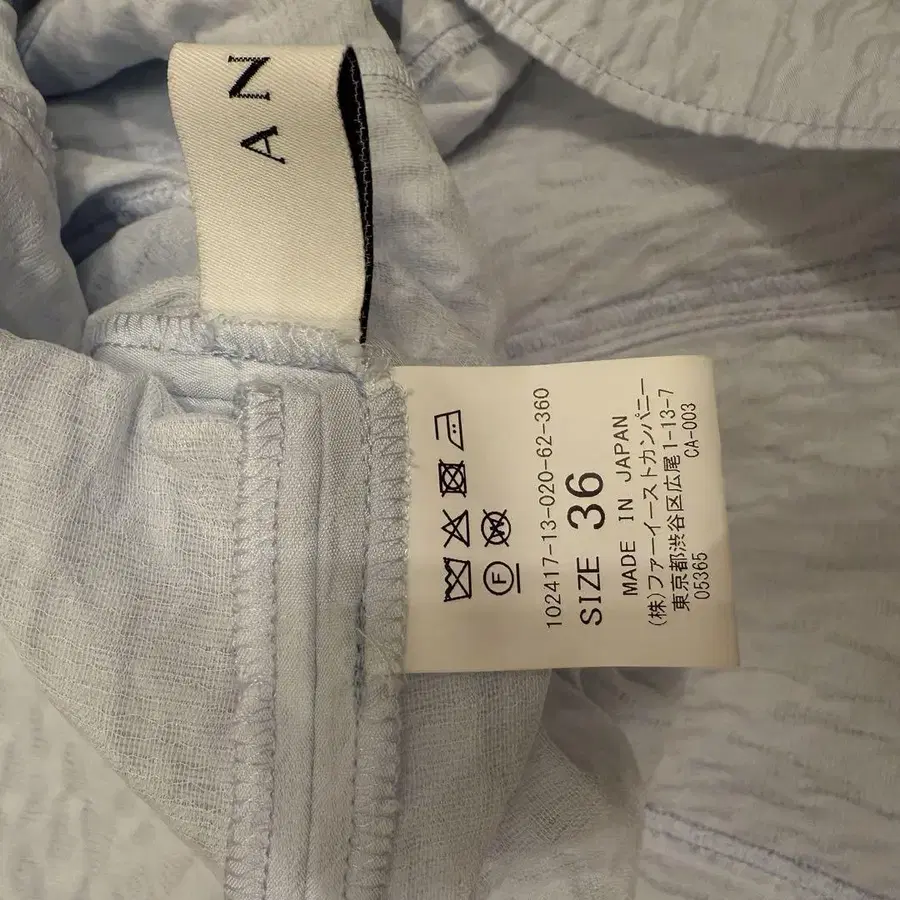 A N
102417-13-020-62-360
SIZE 36
MADE IN JAPAN
(株)ファーイーストカンパニー
東京都渋谷区広尾1-13-7
05365 CA-003
F
W